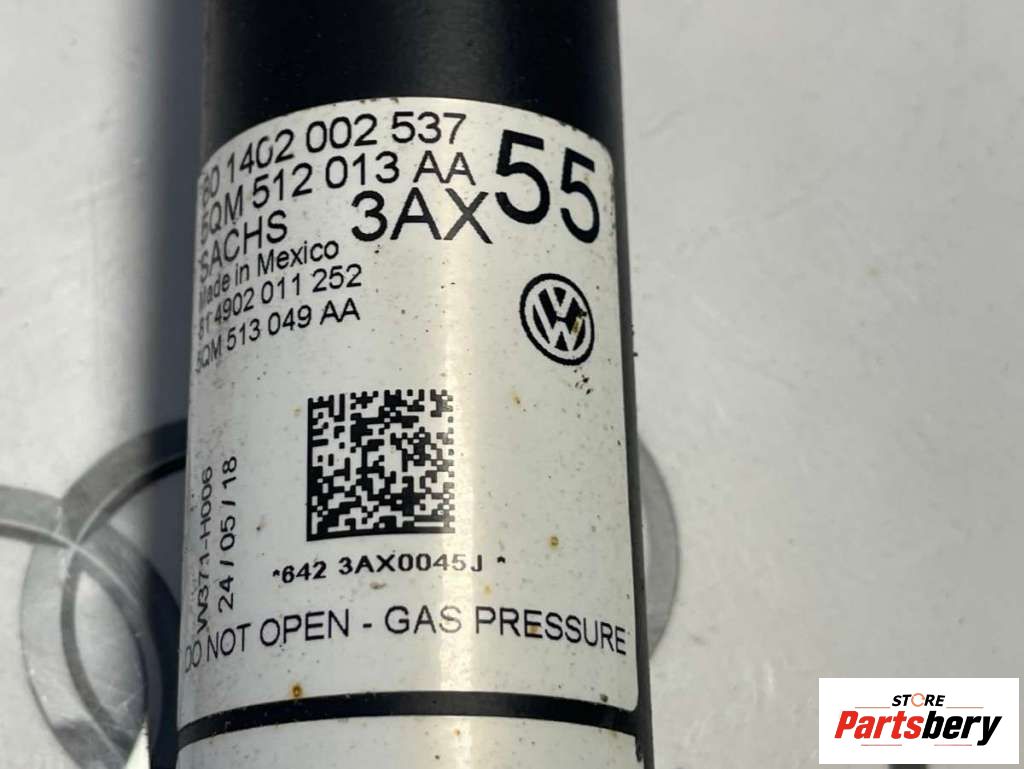 1402 002 537
5QM 512 013 AA
55
SACHS
3AX
Made in Mexico
81 4902 011 252
5QM 513 049 AA
W371-H006
24 / 05 / 18
*642 3AX0045J *
DO NOT OPEN - GAS PRESSURE
STORE
Partsbery